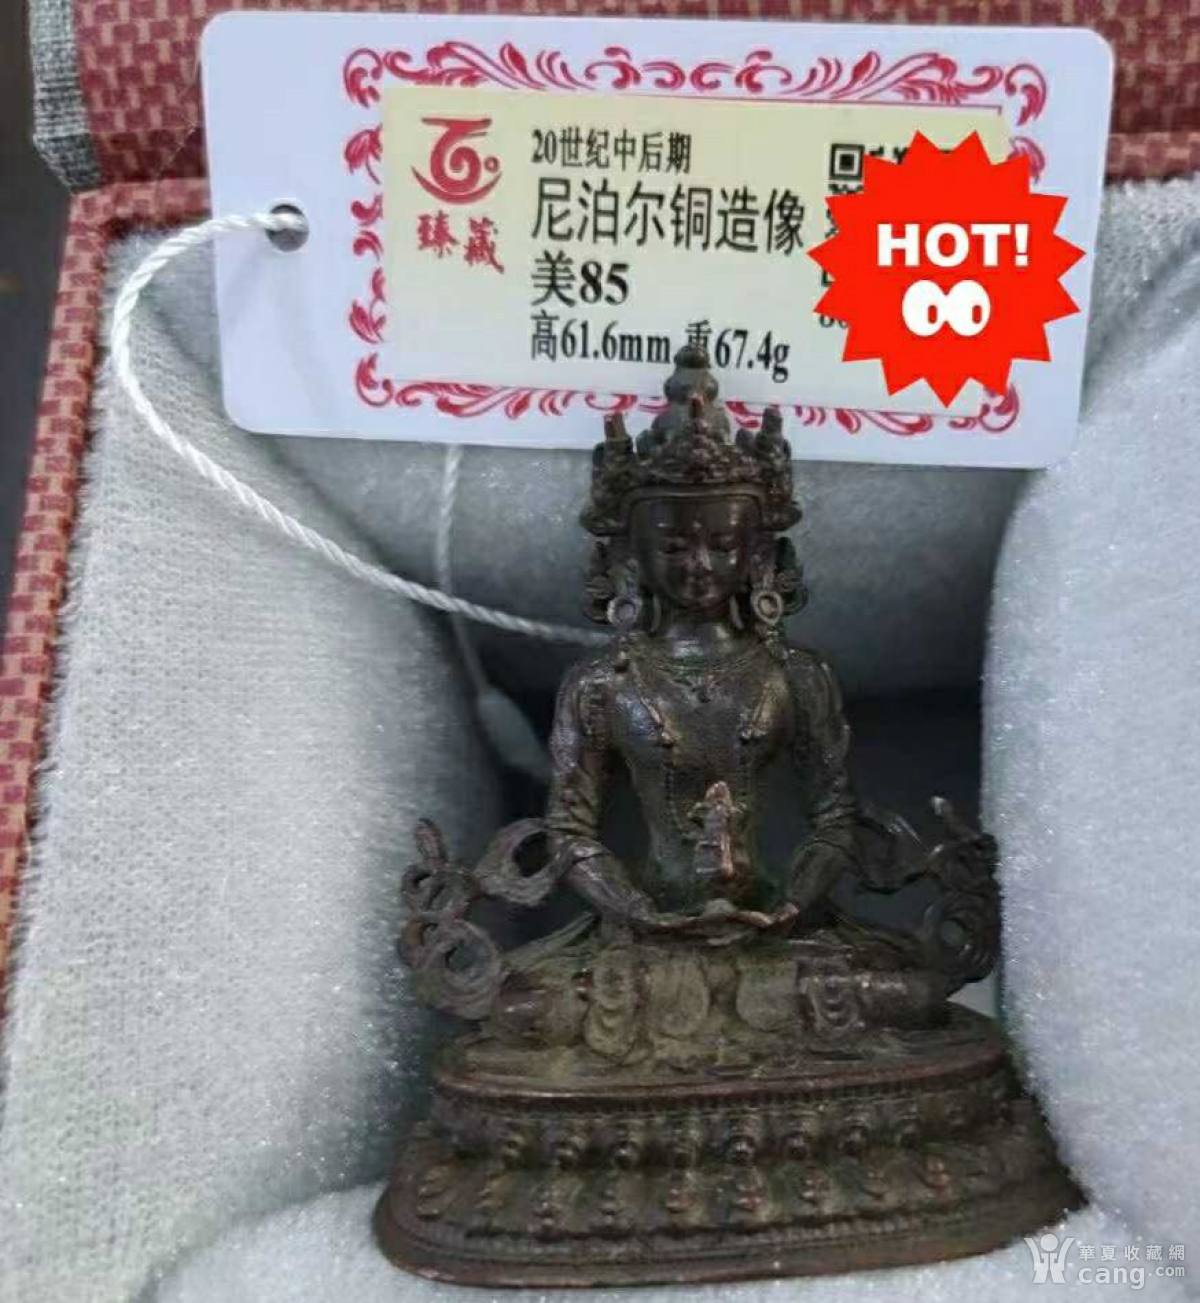 20世纪中后期
尼泊尔铜造像
美85
高61.6mm 重67.4g
臻藏
HOT!
華夏收藏網
cang.com